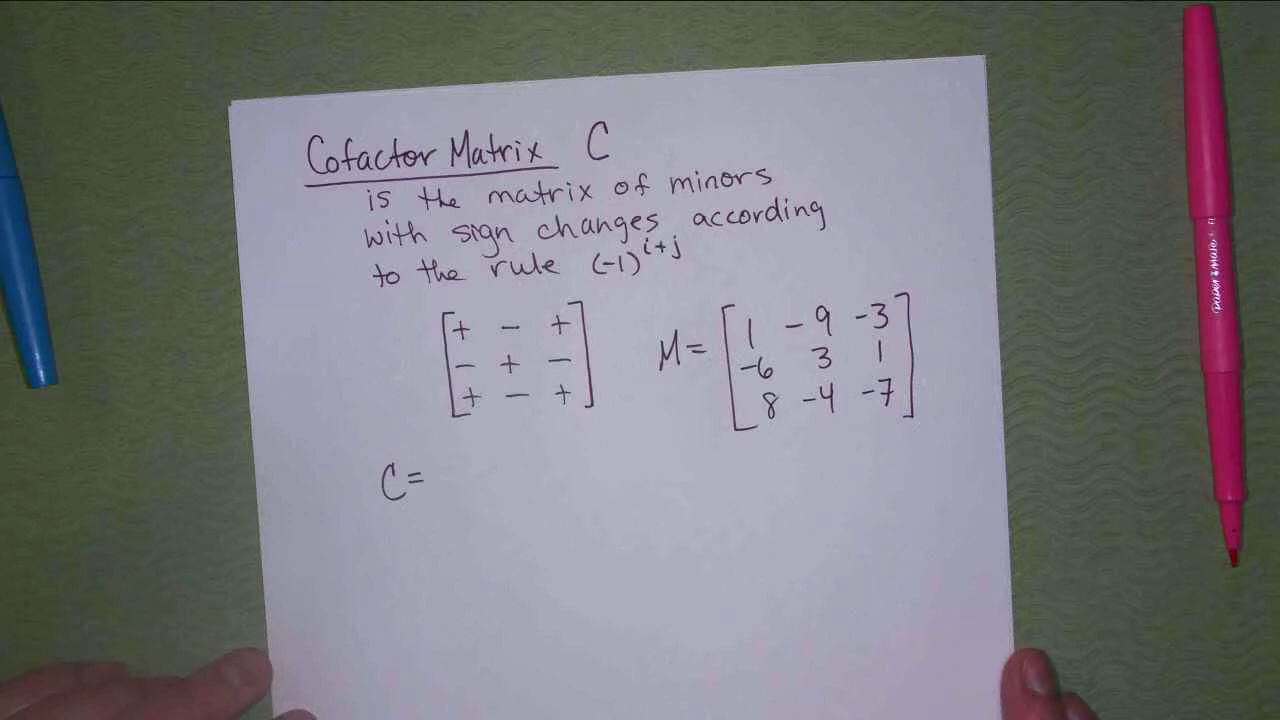 Cofactor Matrix C
is the matrix of minors
with sign changes according
to the rule (-1)^{i+j}
[+ - +
- + -
+ - +]
M= [1 -9 -3
-6 3 1
8 -4 -7]
C=